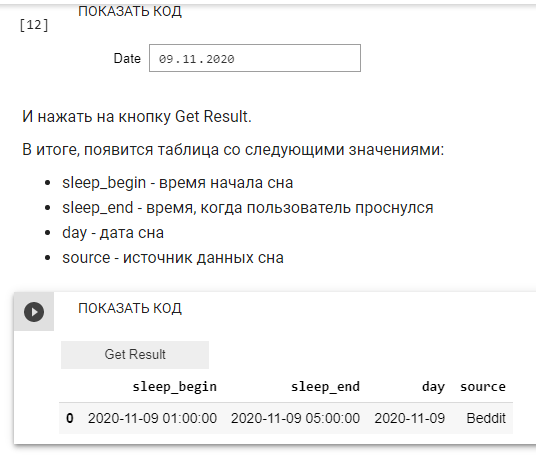 ПОКАЗАТЬ КОД
[12]
Date 09.11.2020
И нажать на кнопку Get Result.
В итоге, появится таблица со следующими значениями:
• sleep_begin - время начала сна
• sleep_end - время, когда пользователь проснулся
• day - дата сна
• source - источник данных сна
ПОКАЗАТЬ КОД
Get Result
sleep_begin sleep_end day source
0 2020-11-09 01:00:00 2020-11-09 05:00:00 2020-11-09 Beddit